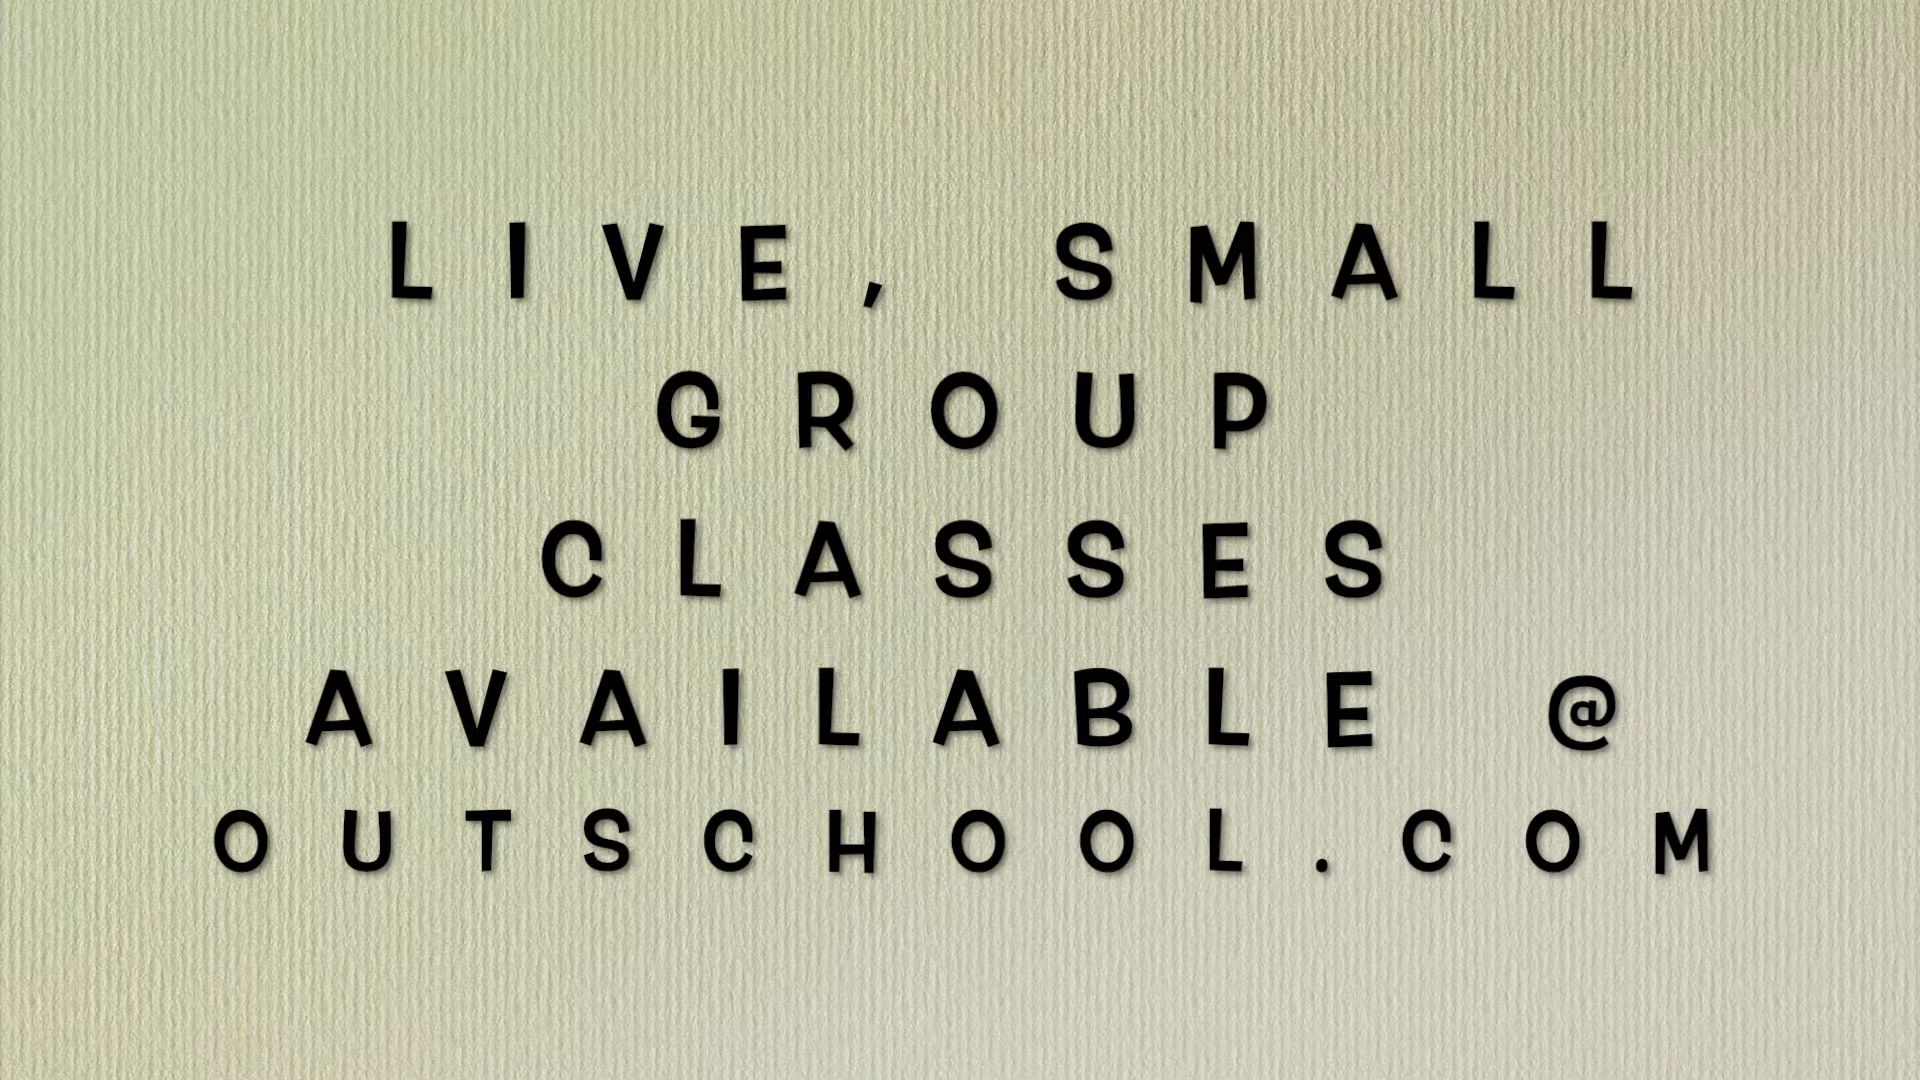 LIVE, SMALL
GROUP
CLASSES
AVAILABLE @
OUTSCHOOL.COM